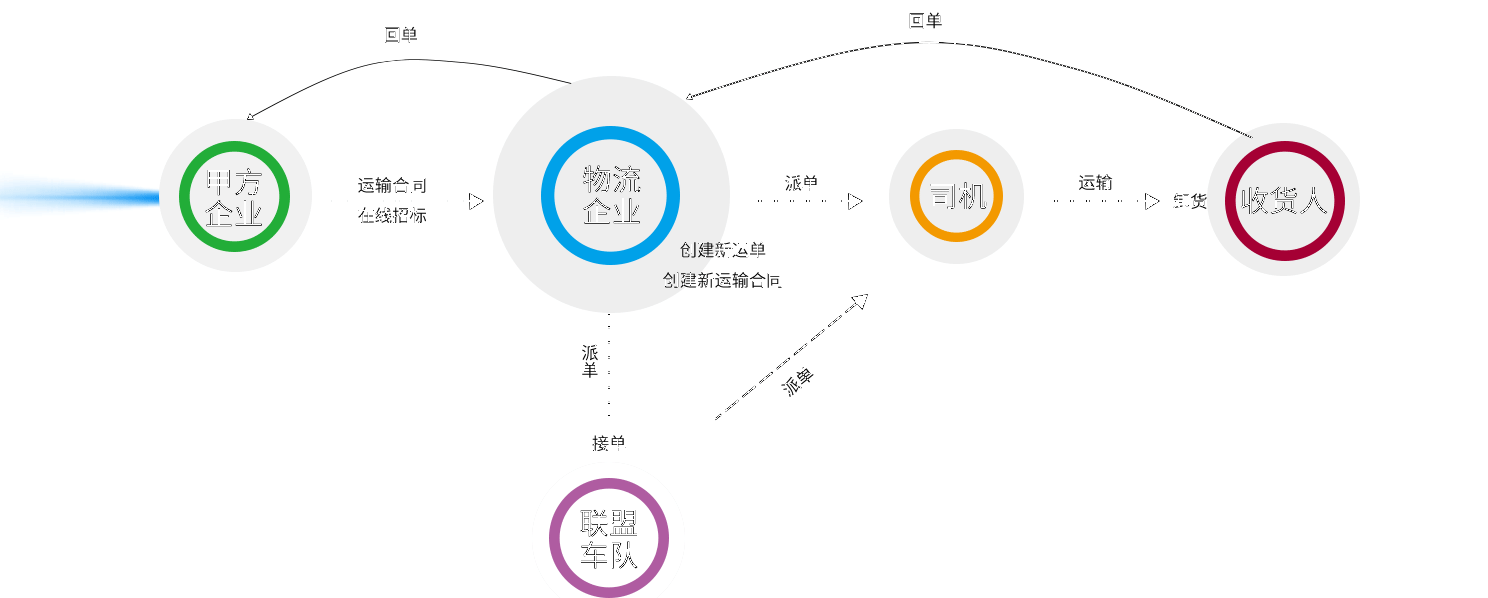 回单
回单
甲方
企业
运输合同
在线招标
物流
企业
派单
司机
运输
卸货
收货人
创建新运单
创建新运输合同
派
单
派单
接单
联盟
车队